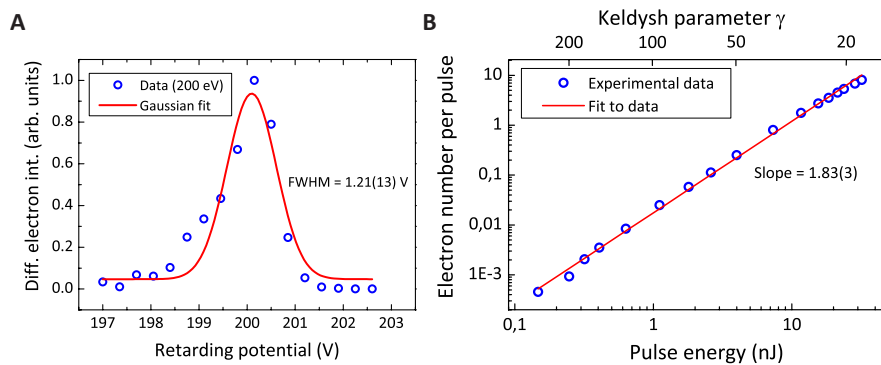 A
Diff. electron int. (arb. units)
1.0
0.8
0.6
0.4
0.2
0.0
Data (200 eV)
Gaussian fit
FWHM = 1.21(13) V
197 198 199 200 201 202 203
Retarding potential (V)
B
Keldysh parameter γ
200 100 50 20
Electron number per pulse
10
1
0,1
0,01
1E-3
Experimental data
Fit to data
Slope = 1.83(3)
0,1 1 10
Pulse energy (nJ)